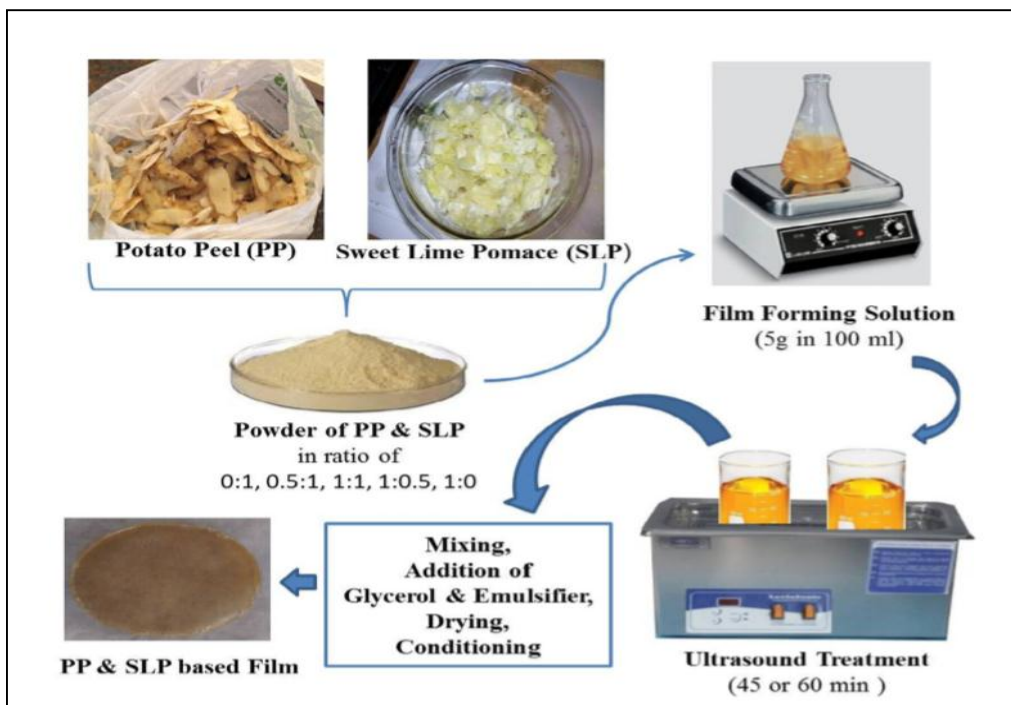 Potato Peel (PP)
Sweet Lime Pomace (SLP)
Film Forming Solution
(5g in 100 ml)
Powder of PP & SLP
in ratio of
0:1, 0.5:1, 1:1, 1:0.5, 1:0
Mixing,
Addition of
Glycerol & Emulsifier,
Drying,
Conditioning
PP & SLP based Film
Ultrasound Treatment
(45 or 60 min )